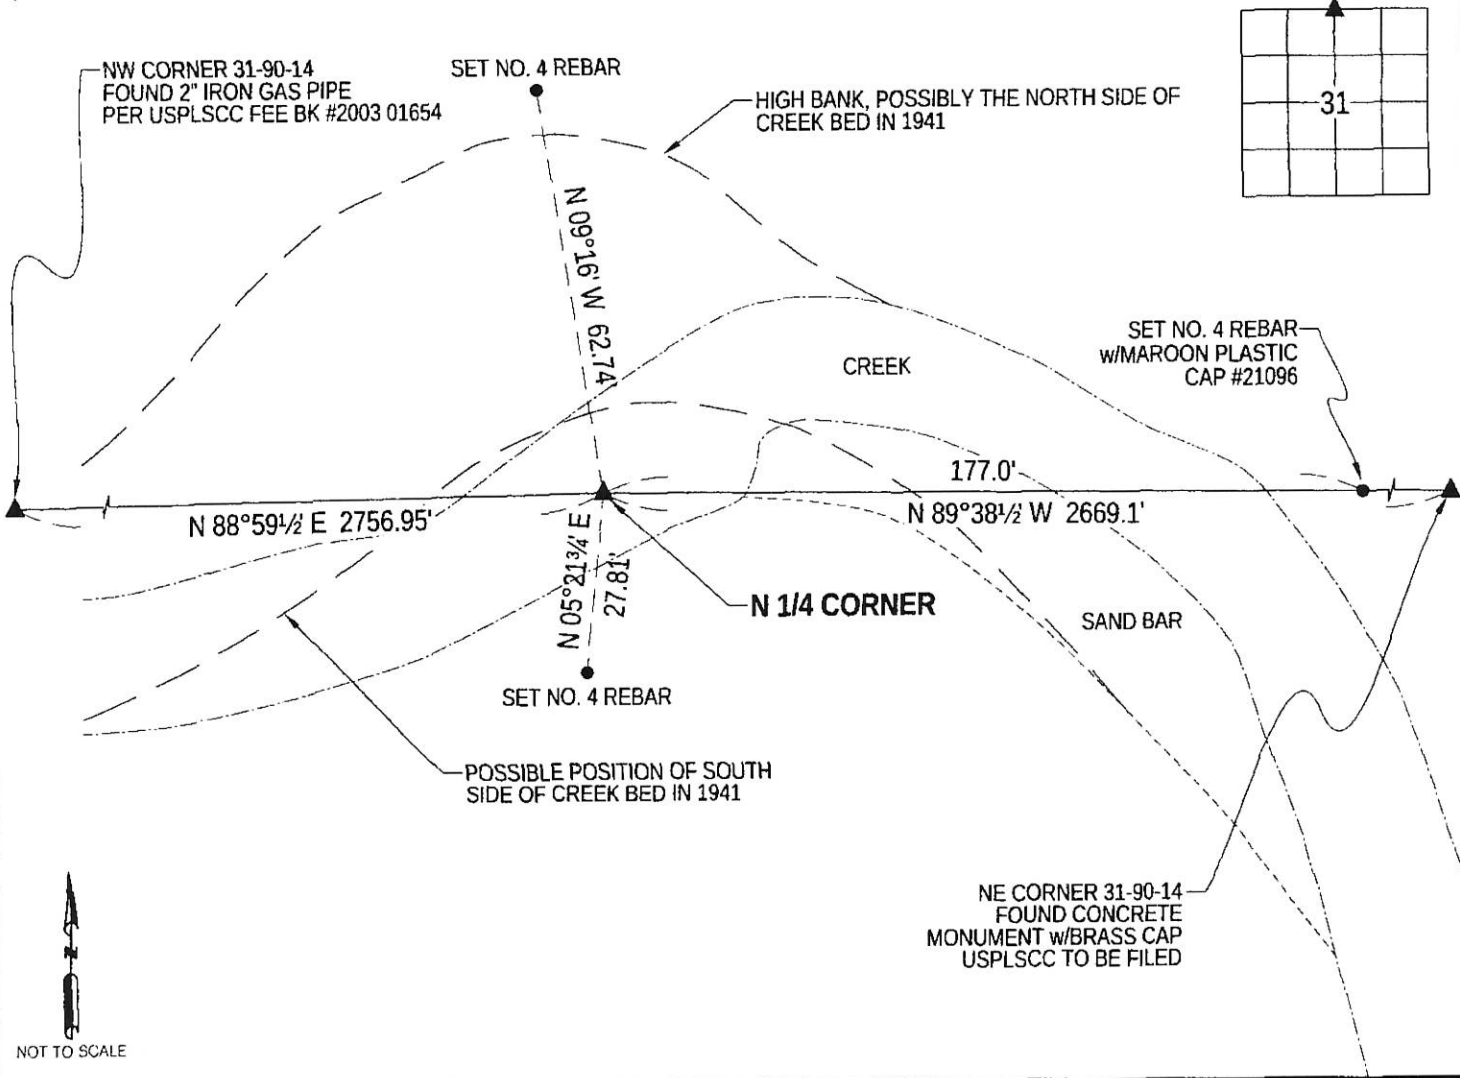 NW CORNER 31-90-14
FOUND 2" IRON GAS PIPE
PER USPLSCC FEE BK #2003 01654
SET NO. 4 REBAR
HIGH BANK, POSSIBLY THE NORTH SIDE OF
CREEK BED IN 1941
31
N 09°16' W 62.74'
CREEK
SET NO. 4 REBAR
w/MAROON PLASTIC
CAP #21096
177.0'
N 88°59½' E 2756.95'
N 89°38½' W 2669.1'
N 05°21¾' E
27.81'
N 1/4 CORNER
SAND BAR
SET NO. 4 REBAR
POSSIBLE POSITION OF SOUTH
SIDE OF CREEK BED IN 1941
NE CORNER 31-90-14
FOUND CONCRETE
MONUMENT w/BRASS CAP
USPLSCC TO BE FILED
N
NOT TO SCALE